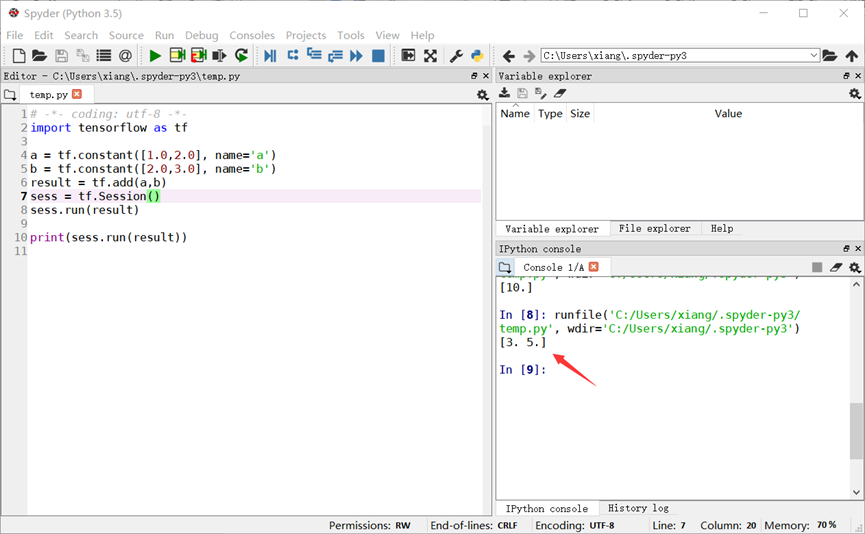 Spyder (Python 3.5)
File Edit Search Source Run Debug Consoles Projects Tools View Help
C:\Users\xiang\.spyder-py3
Editor - C:\Users\xiang\.spyder-py3\temp.py
temp.py
1 # -*- coding: utf-8 -*-
2 import tensorflow as tf
3
4 a = tf.constant([1.0,2.0], name='a')
5 b = tf.constant([2.0,3.0], name='b')
6 result = tf.add(a,b)
7 sess = tf.Session()
8 sess.run(result)
9
10 print(sess.run(result))
11
Variable explorer
Name Type Size Value
Variable explorer File explorer Help
IPython console
Console 1/A
[10.]
In [8]: runfile('C:/Users/xiang/.spyder-py3/
temp.py', wdir='C:/Users/xiang/.spyder-py3')
[3. 5.]
In [9]:
IPython console History log
Permissions: RW End-of-lines: CRLF Encoding: UTF-8 Line: 7 Column: 20 Memory: 70 %